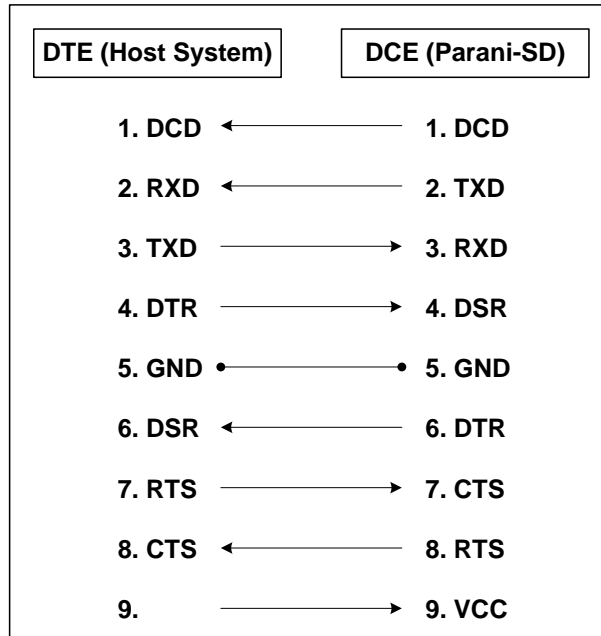 DTE (Host System) DCE (Parani-SD)
1. DCD 1. DCD
2. RXD 2. TXD
3. TXD 3. RXD
4. DTR 4. DSR
5. GND 5. GND
6. DSR 6. DTR
7. RTS 7. CTS
8. CTS 8. RTS
9. 9. VCC